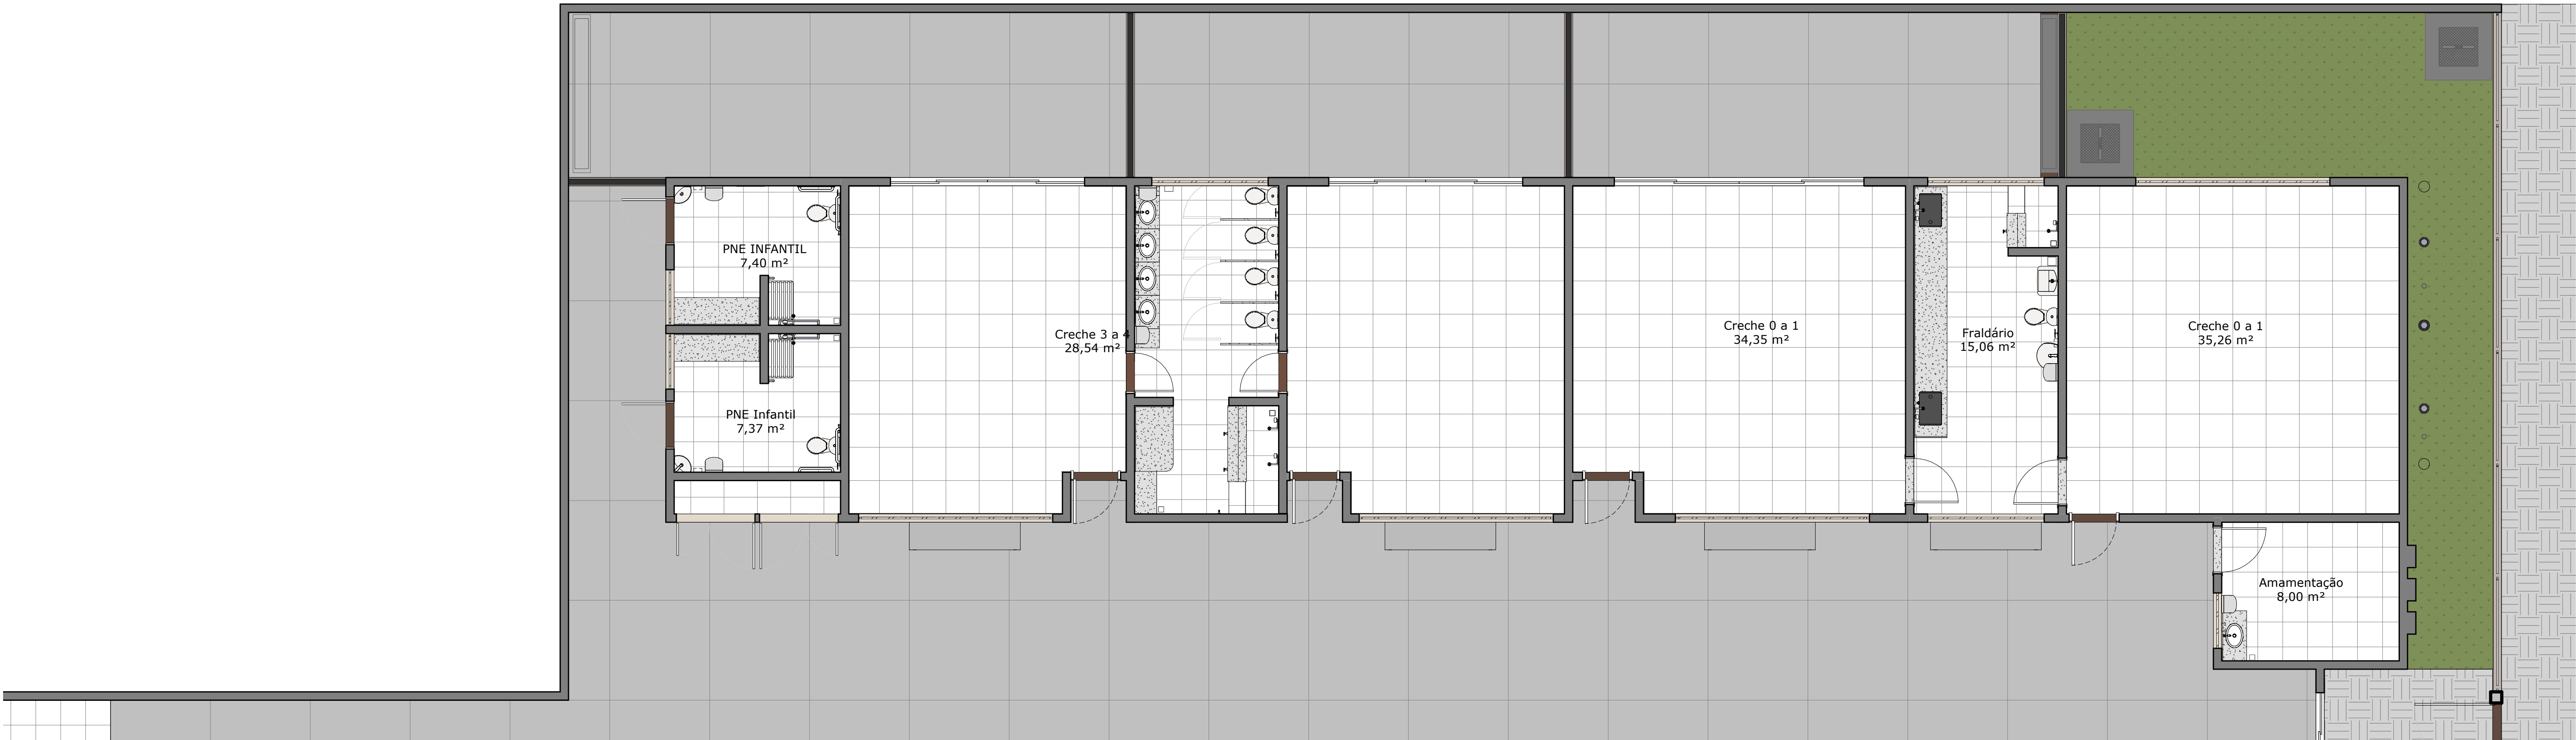 PNE INFANTIL
7,40 m²
PNE Infantil
7,37 m²
Creche 3 a 4
28,54 m²
Creche 0 a 1
34,35 m²
Fraldário
15,06 m²
Creche 0 a 1
35,26 m²
Amamentação
8,00 m²